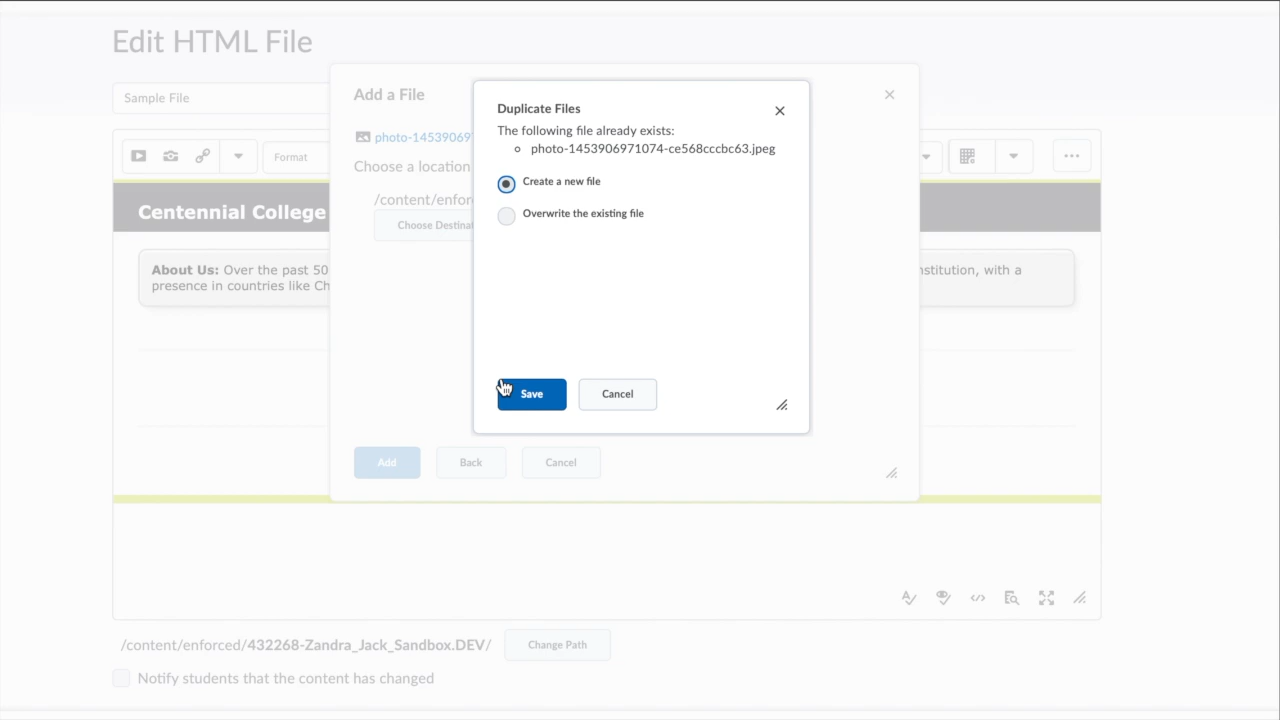 Edit HTML File
Sample File
Add a File
photo-14539069
Choose a location
/content/enfor
Choose Destina
Format
Centennial College
About Us: Over the past 50
presence in countries like Ch
nstitution, with a
Duplicate Files
The following file already exists:
photo-1453906971074-ce568cccbc63.jpeg
Create a new file
Overwrite the existing file
Save
Cancel
Add
Back
Cancel
/content/enforced/432268-Zandra_Jack_Sandbox.DEV/
Change Path
Notify students that the content has changed